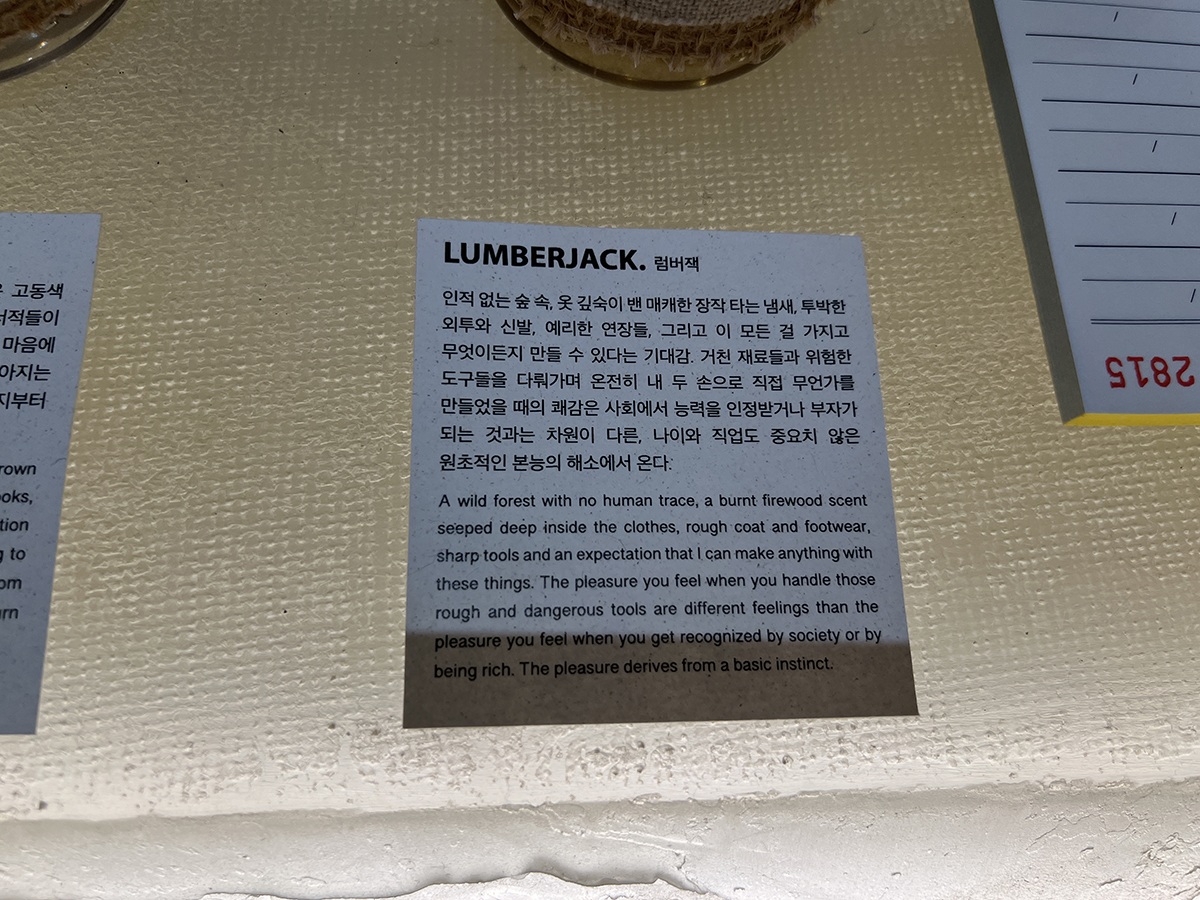 고동색
적들이
마음에
아지는
부터
rown
ooks,
tion
g to
om
urn
LUMBERJACK. 럼버잭
인적 없는 숲 속, 옷 깊숙이 밴 매캐한 장작 타는 냄새, 투박한
외투와 신발, 예리한 연장들, 그리고 이 모든 걸 가지고
무엇이든지 만들 수 있다는 기대감. 거친 재료들과 위험한
도구들을 다뤄가며 온전히 내 두 손으로 직접 무언가를
만들었을 때의 쾌감은 사회에서 능력을 인정받거나 부자가
되는 것과는 차원이 다른, 나이와 직업도 중요치 않은
원초적인 본능의 해소에서 온다.
A wild forest with no human trace, a burnt firewood scent
seeped deep inside the clothes, rough coat and footwear,
sharp tools and an expectation that I can make anything with
these things. The pleasure you feel when you handle those
rough and dangerous tools are different feelings than the
pleasure you feel when you get recognized by society or by
being rich. The pleasure derives from a basic instinct.
/
/
/
/
/
2815